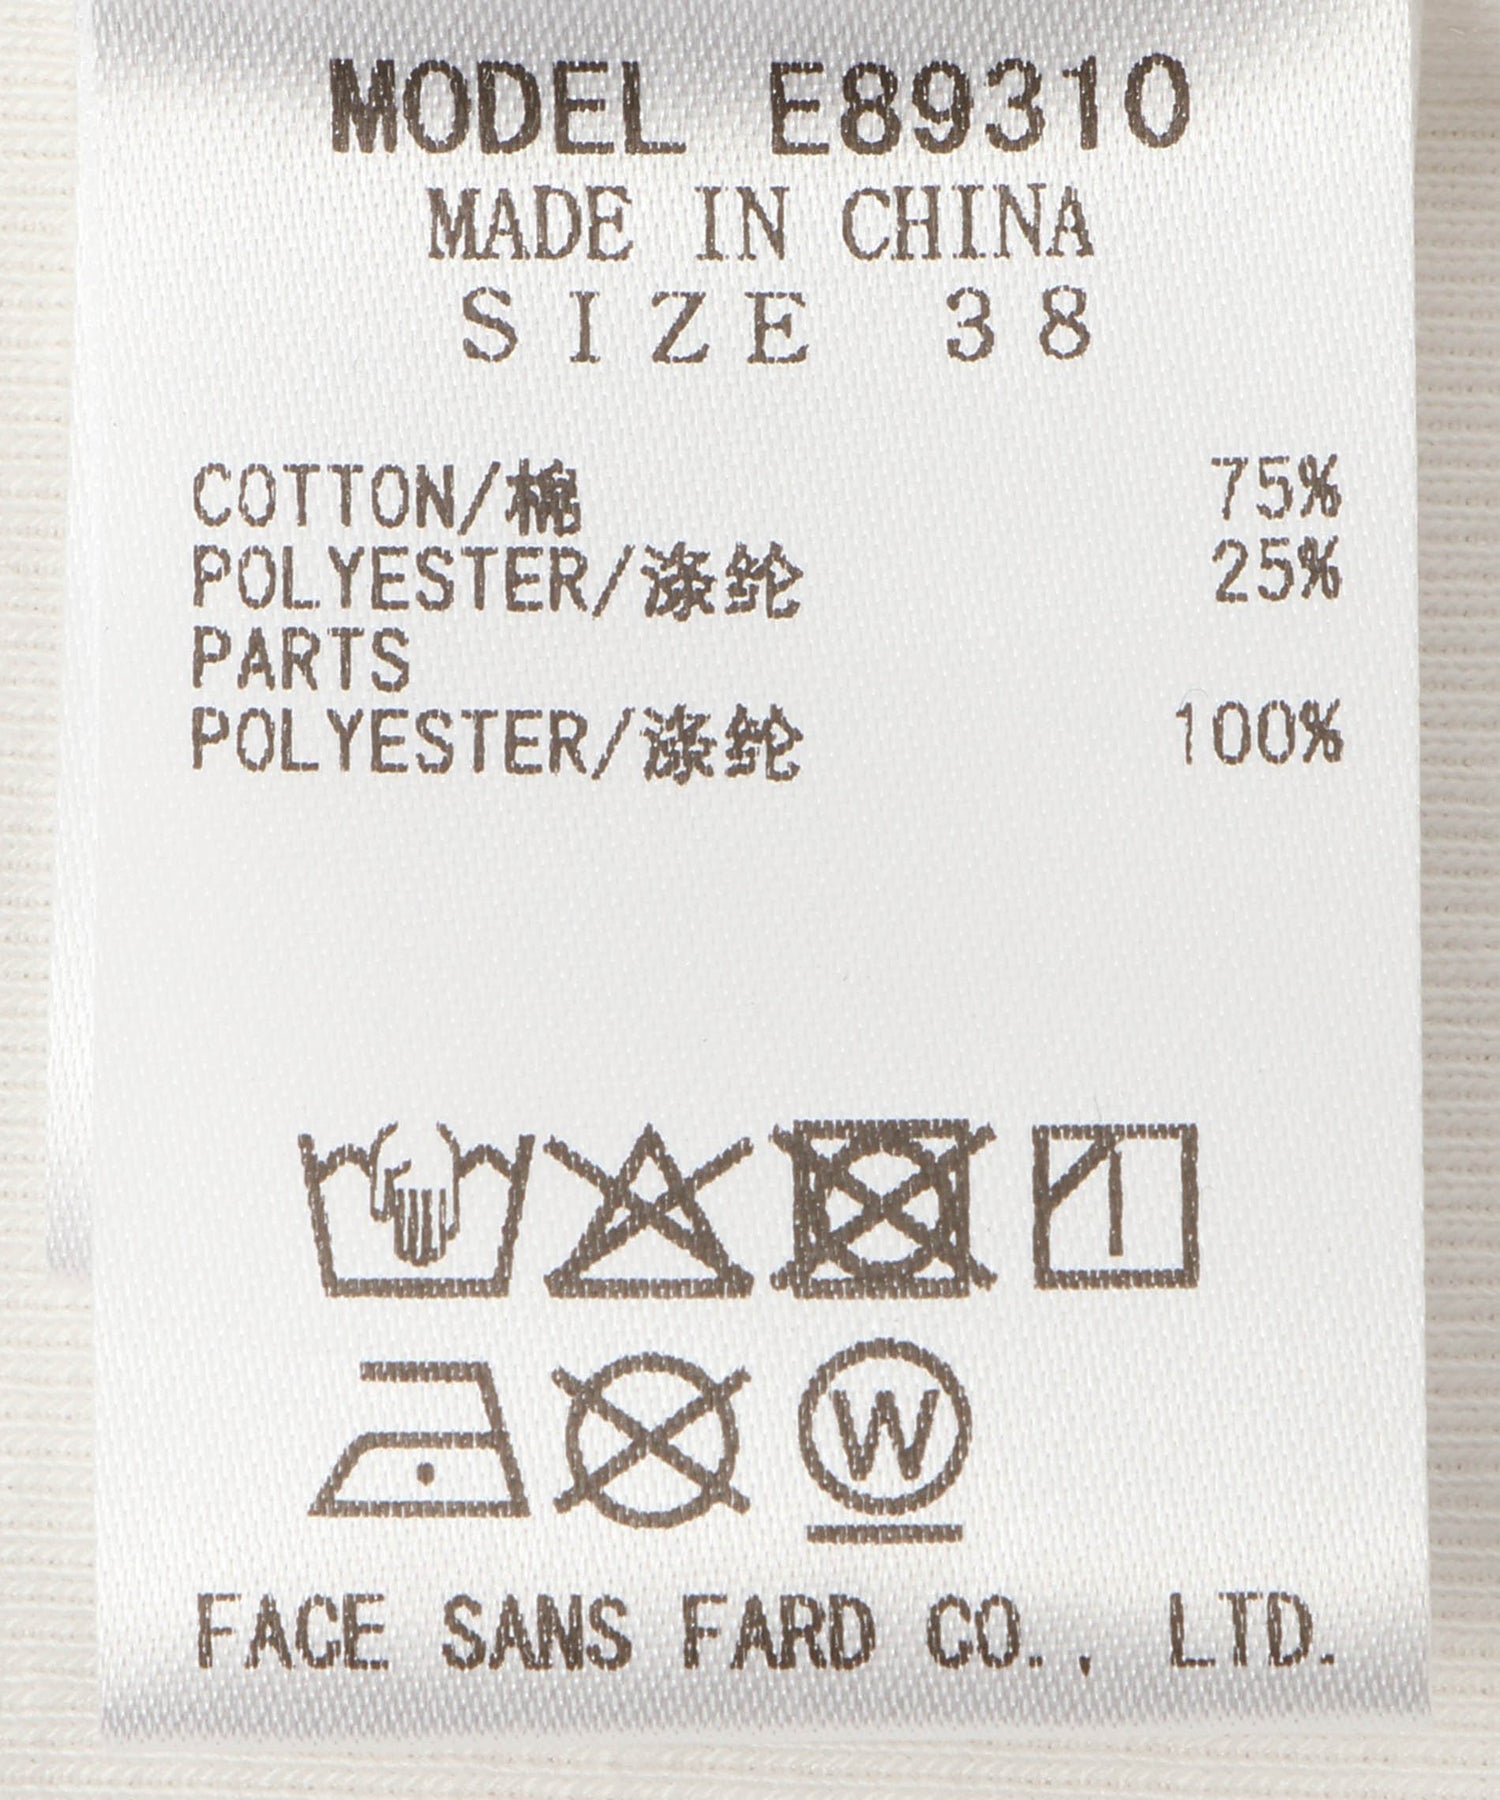 MODEL E89310
MADE IN CHINA
SIZE 38
COTTON/棉 75%
POLYESTER/涤纶 25%
PARTS
POLYESTER/涤纶 100%
W
FACE SANS FARD CO., LTD.